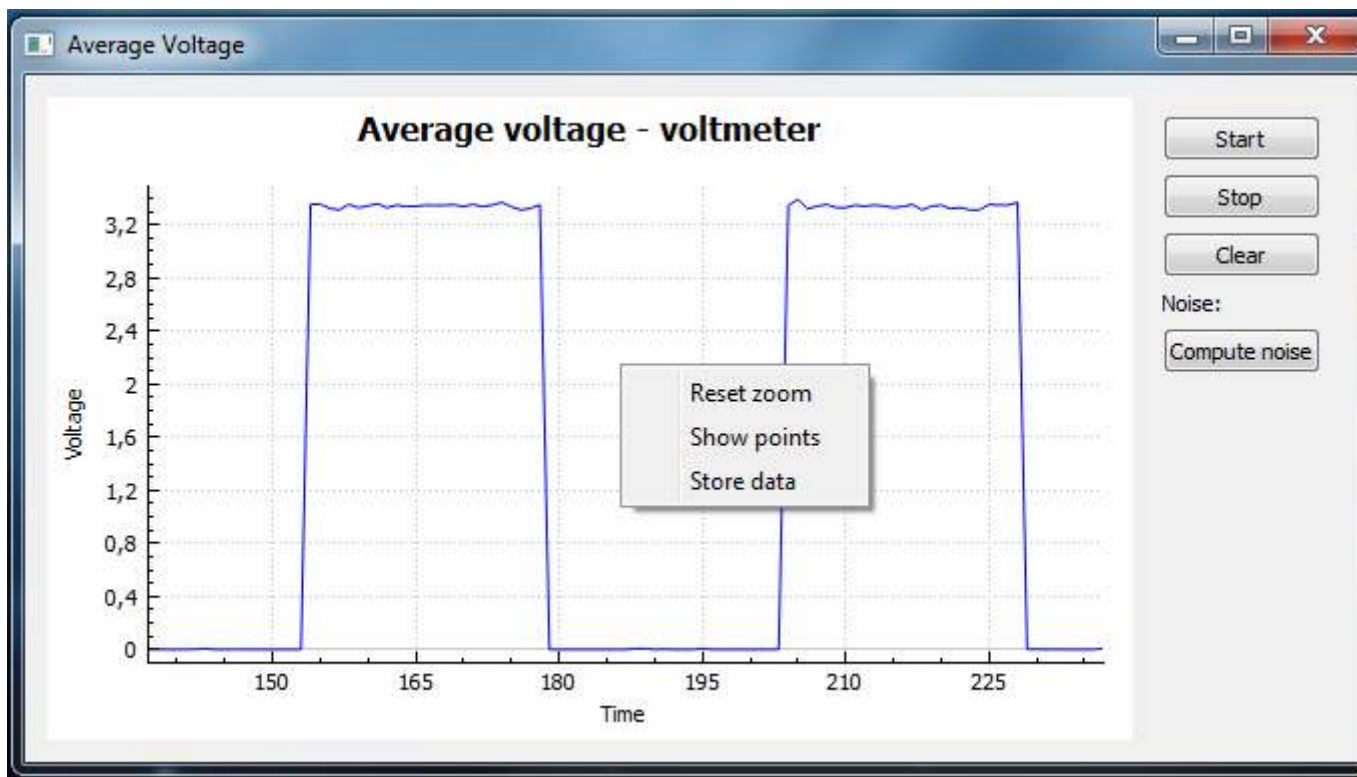 Average Voltage
Average voltage - voltmeter
Start
Stop
Clear
Noise:
Compute noise
Voltage
3,2
2,8
2,4
2
1,6
1,2
0,8
0,4
0
Reset zoom
Show points
Store data
150 165 180 195 210 225
Time